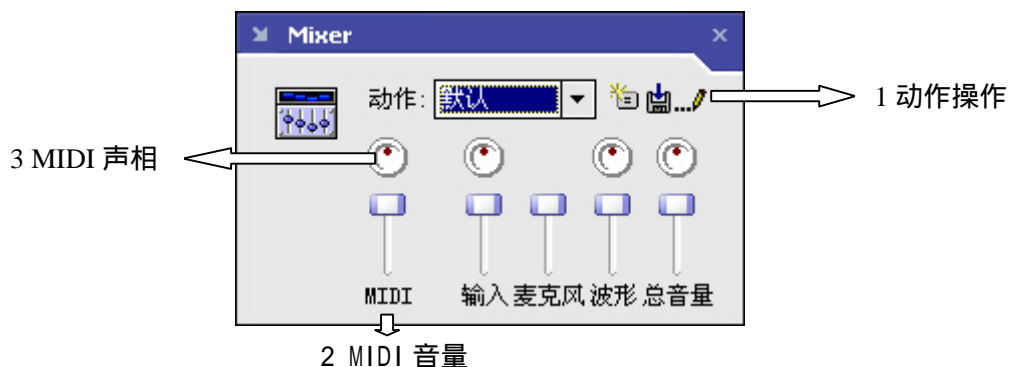 Mixer
动作: 默认
1 动作操作
3 MIDI 声相
MIDI 输入 麦克风 波形 总音量
2 MIDI 音量